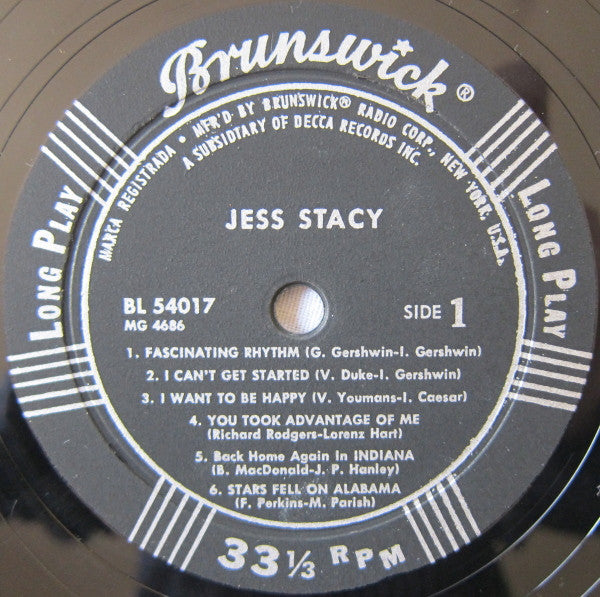 Brunswick®
MARCA REGISTRADA • MFR'D BY BRUNSWICK® RADIO CORP., NEW YORK, U.S.A.
A SUBSIDIARY OF DECCA RECORDS INC.
LONG PLAY
LONG PLAY
JESS STACY
BL 54017
MG 4686
SIDE 1
1. FASCINATING RHYTHM (G. Gershwin-I. Gershwin)
2. I CAN'T GET STARTED (V. Duke-I. Gershwin)
3. I WANT TO BE HAPPY (V. Youmans-I. Caesar)
4. YOU TOOK ADVANTAGE OF ME
(Richard Rodgers-Lorenz Hart)
5. Back Home Again in INDIANA
(B. MacDonald-J. P. Hanley)
6. STARS FELL ON ALABAMA
(F. Perkins-M. Parish)
33⅓ RPM